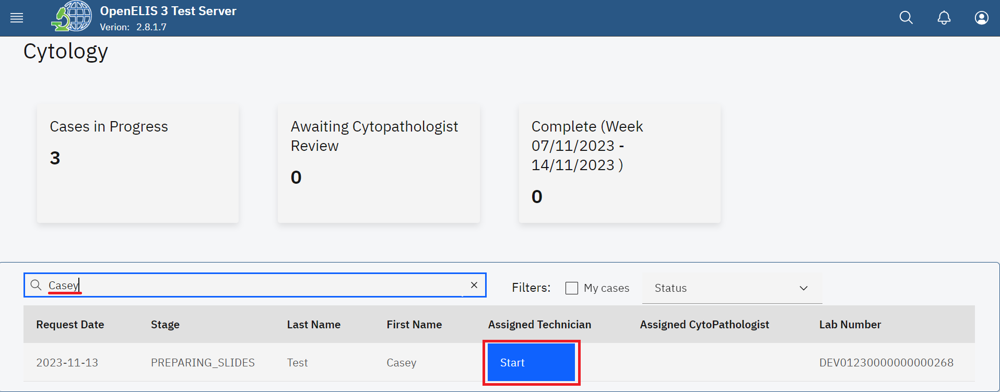 OpenELIS 3 Test Server
Verion: 2.8.1.7
Cytology
Cases in Progress
3
Awaiting Cytopathologist
Review
0
Complete (Week
07/11/2023 -
14/11/2023 )
0
Casey
Filters: My cases Status
Request Date Stage Last Name First Name Assigned Technician Assigned CytoPathologist Lab Number
2023-11-13 PREPARING_SLIDES Test Casey Start DEV01230000000000268